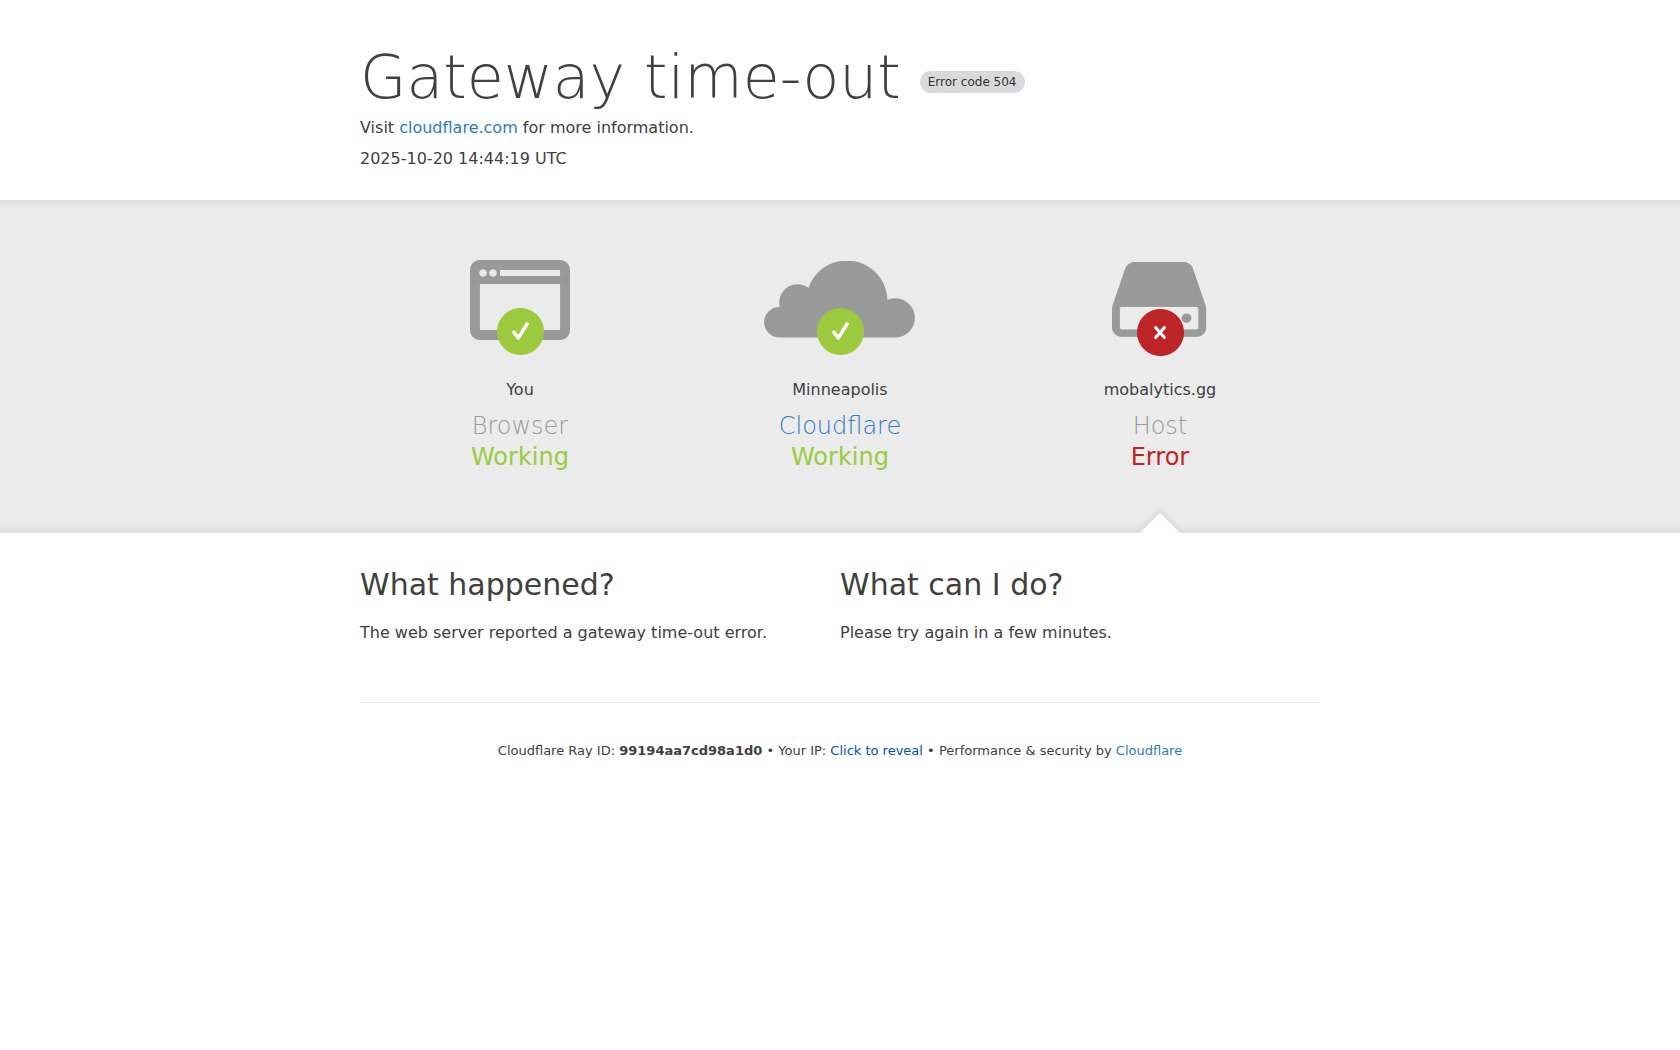 Gateway time-out Error code 504
Visit cloudflare.com for more information.
2025-10-20 14:44:19 UTC
You
Browser
Working
Minneapolis
Cloudflare
Working
mobalytics.gg
Host
Error
What happened?
The web server reported a gateway time-out error.
What can I do?
Please try again in a few minutes.
Cloudflare Ray ID: 99194aa7cd98a1d0 • Your IP: Click to reveal • Performance & security by Cloudflare